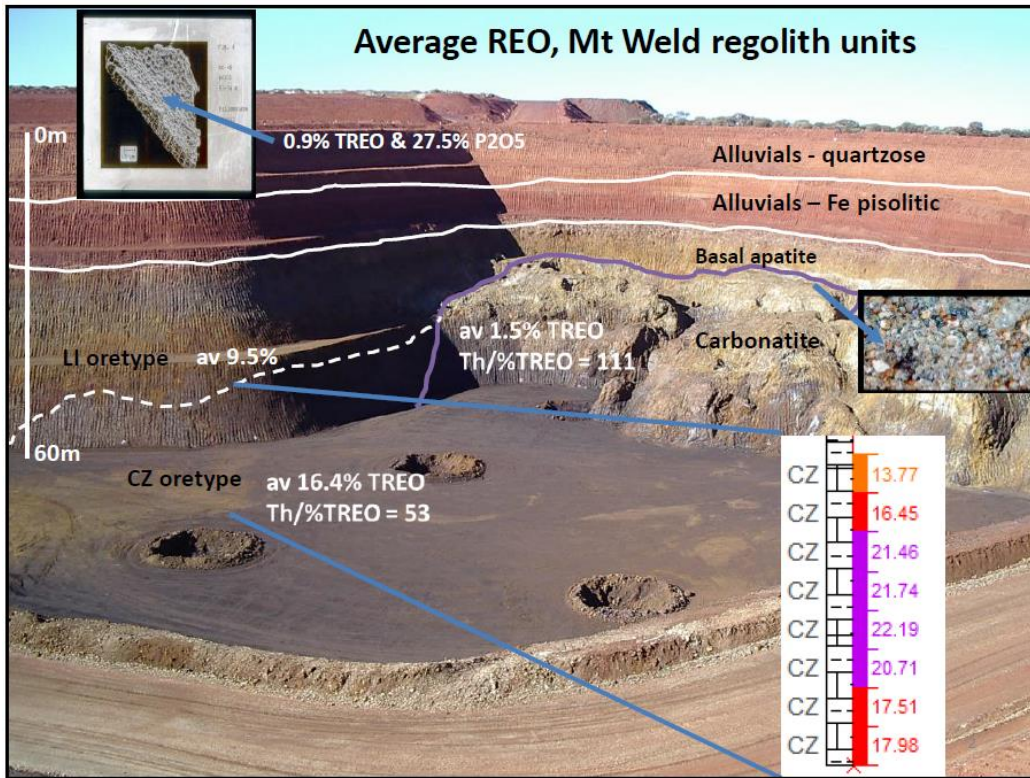 Average REO, Mt Weld regolith units
0m
0.9% TREO & 27.5% P2O5
Alluvials - quartzose
Alluvials – Fe pisolitic
Basal apatite
av 1.5% TREO
Th/%TREO = 111
Carbonatite
LI oretype av 9.5%
60m
CZ oretype
av 16.4% TREO
Th/%TREO = 53
CZ 13.77
CZ 16.45
CZ 21.46
CZ 21.74
CZ 22.19
CZ 20.71
CZ 17.51
CZ 17.98